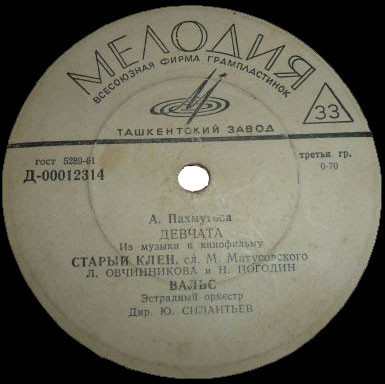 МЕЛОДИЯ
ВСЕСОЮЗНАЯ ФИРМА ГРАМПЛАСТИНОК
33
ТАШКЕНТСКИЙ ЗАВОД
гост 5289-61
Д-00012314
третья гр.
0-70
А. Пахмутова
ДЕВЧАТА
Из музыки к кинофильму
СТАРЫЙ КЛЕН, сл. М. Матусовского
Л. ОВЧИННИКОВА и Н. ПОГОДИН
ВАЛЬС
Эстрадный оркестр
Дир. Ю. Силантьев